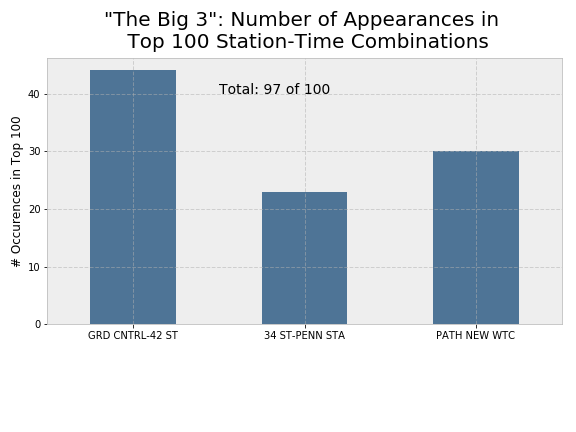 "The Big 3": Number of Appearances in
Top 100 Station-Time Combinations
Total: 97 of 100
# Occurences in Top 100
40
30
20
10
0
GRD CNTRL-42 ST
34 ST-PENN STA
PATH NEW WTC